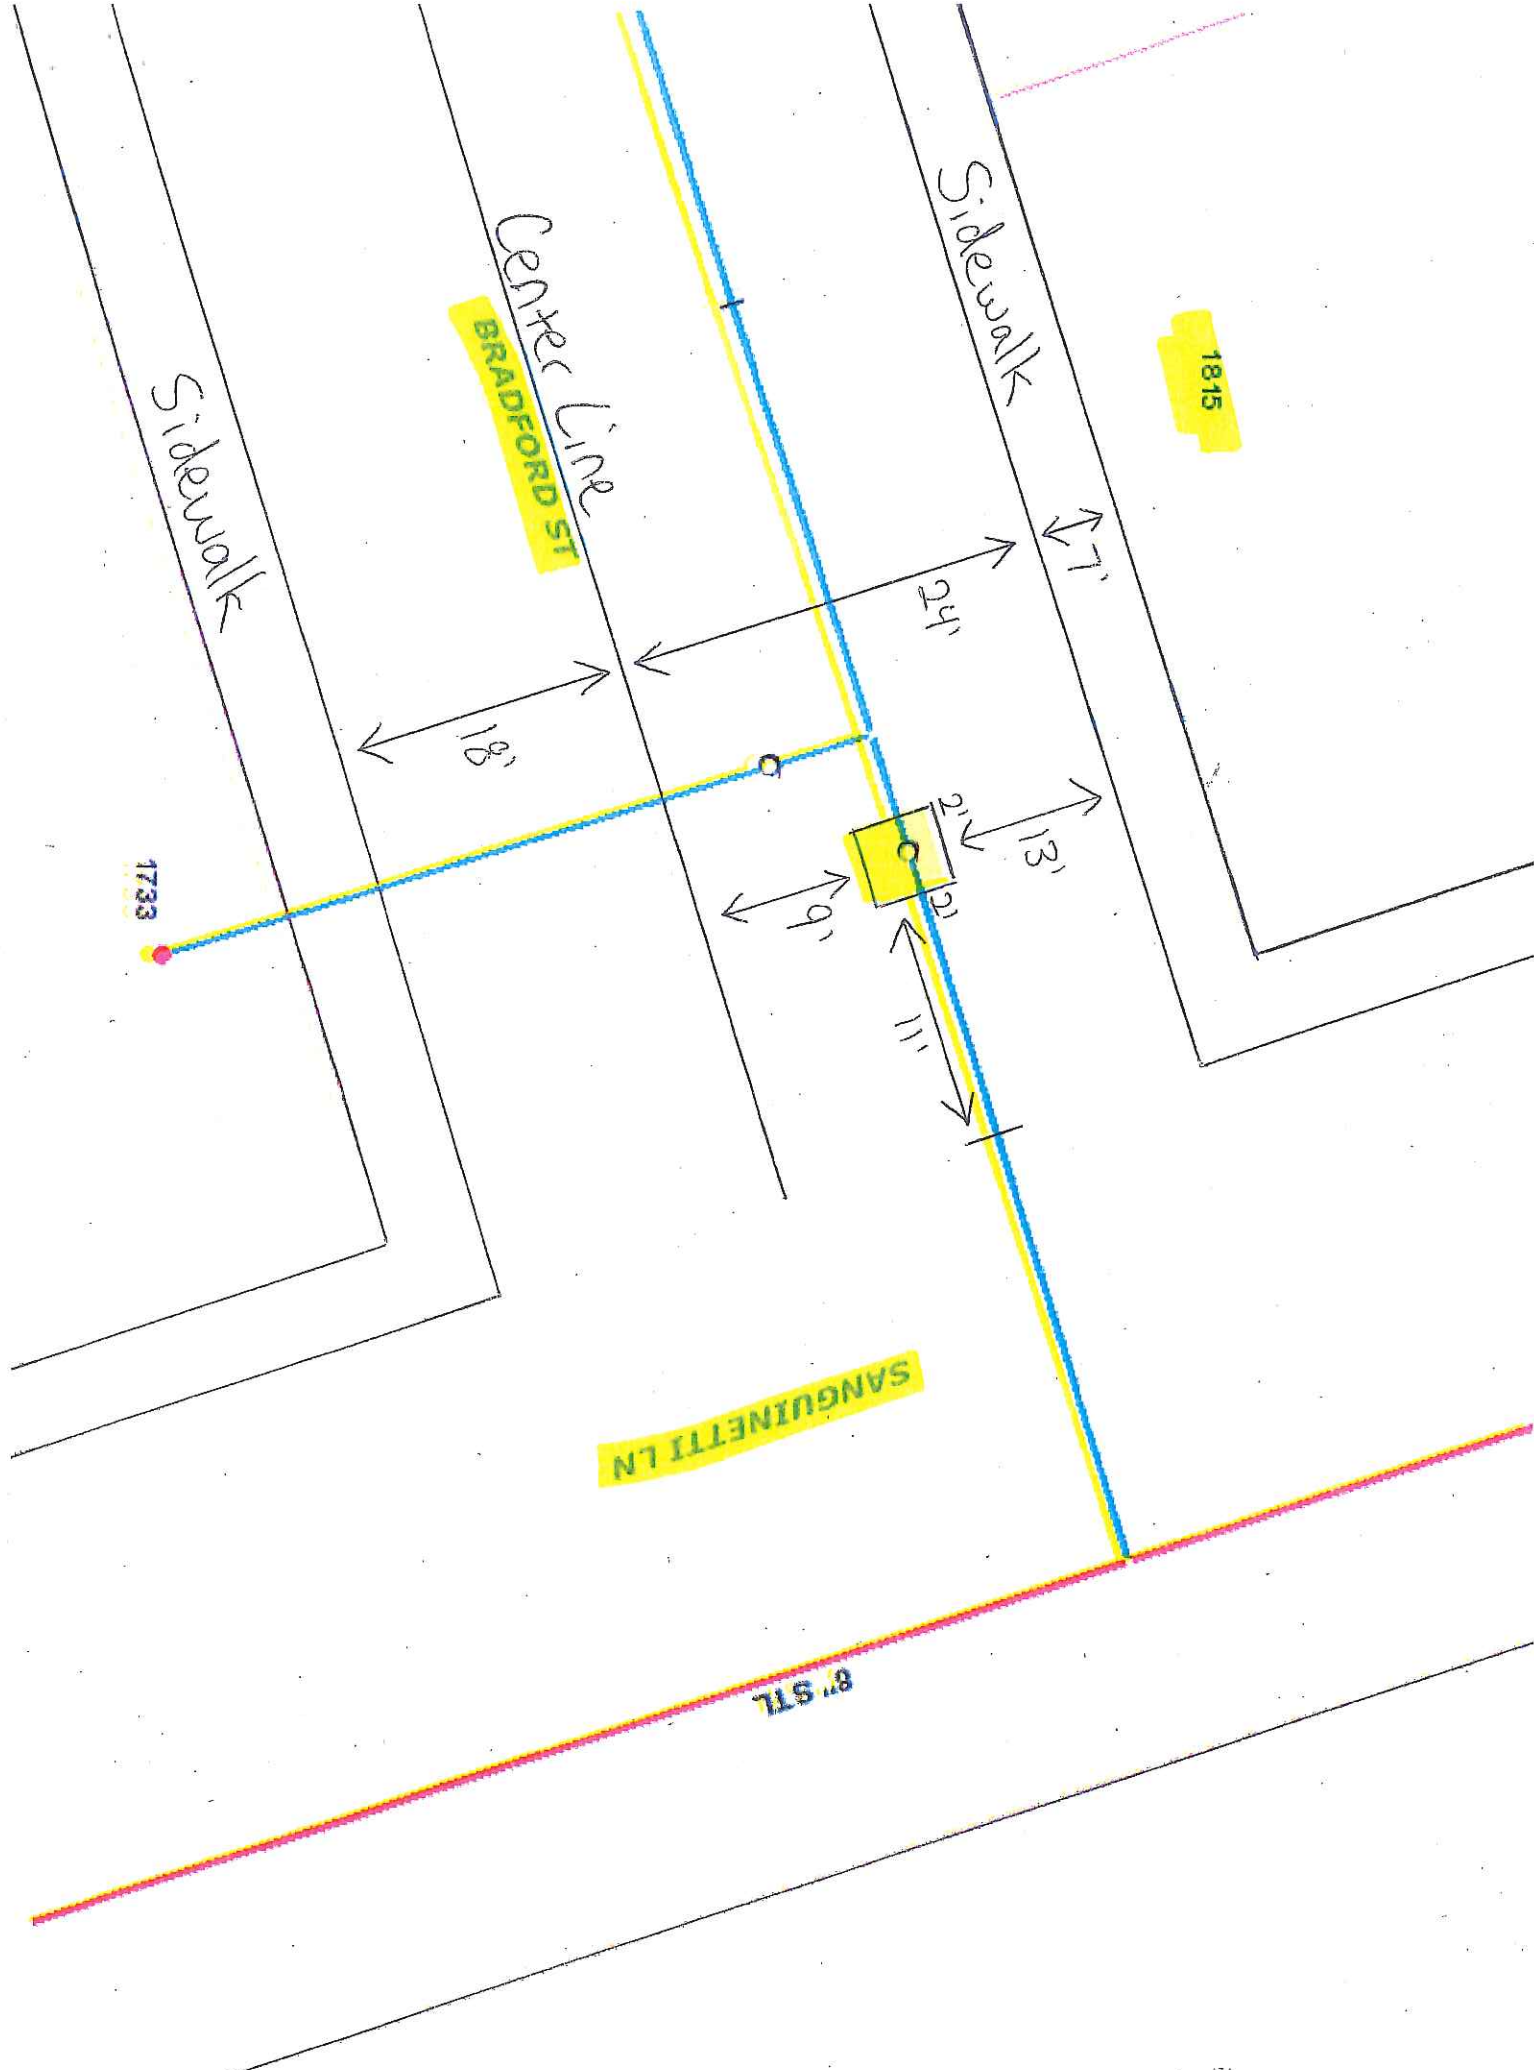 Sidewalk
1815
Center Line
BRADFORD ST
Sidewalk
7'
24'
18'
2'
13'
2'
9'
11'
1733
SANGUINETTI LN
8" STL